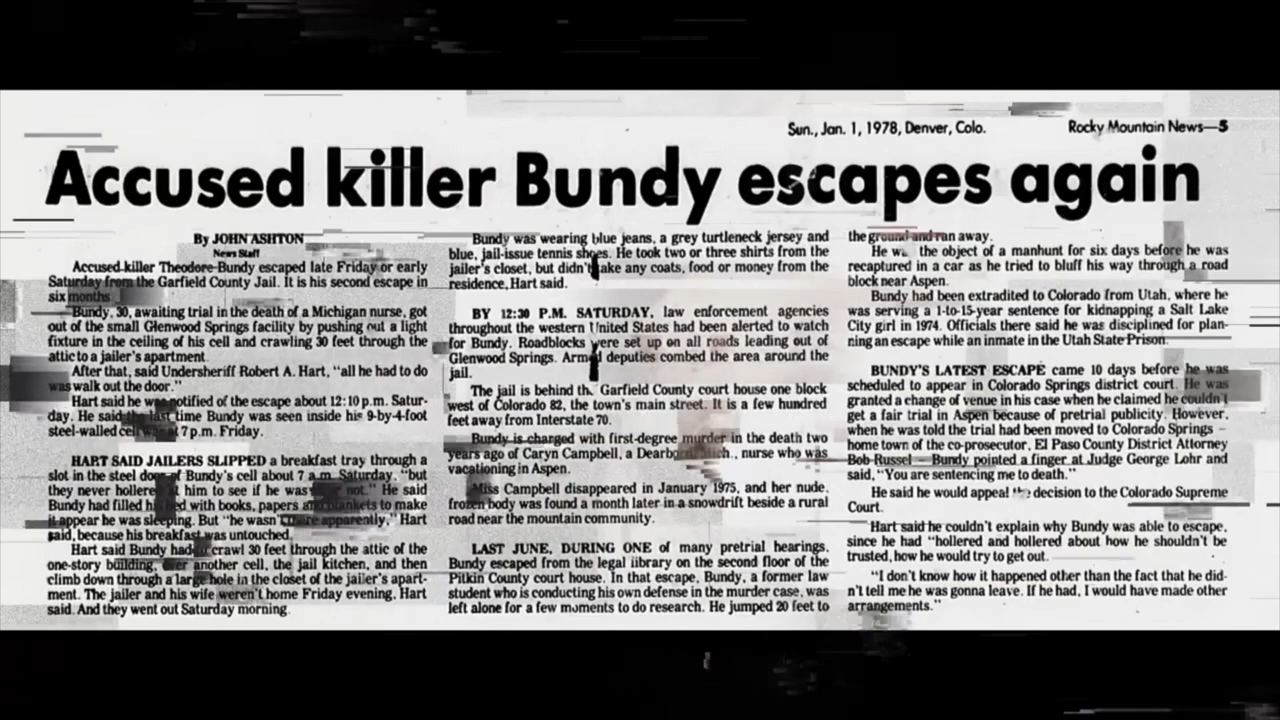 Sun., Jan. 1, 1978, Denver, Colo.
Rocky Mountain News—5
Accused killer Bundy escapes again
By JOHN ASHTON
News Staff
Accused killer Theodore Bundy escaped late Friday or early
Saturday from the Garfield County Jail. It is his second escape in
six months.
Bundy, 30, awaiting trial in the death of a Michigan nurse, got
out of the small Glenwood Springs facility by pushing out a light
fixture in the ceiling of his cell and crawling 30 feet through the
attic to a jailer's apartment.
After that, said Undersheriff Robert A. Hart, "all he had to do
was walk out the door."
Hart said he was notified of the escape about 12:10 p.m. Satur-
day. He said the last time Bundy was seen inside his 9-by-4-foot
steel-walled cell was at 7 p.m. Friday.
HART SAID JAILERS SLIPPED a breakfast tray through a
slot in the steel door of Bundy's cell about 7 a.m. Saturday, "but
they never hollered at him to see if he was not." He said
Bundy had filled his bed with books, papers and blankets to make
it appear he was sleeping. But "he wasn't there apparently," Hart
said, because his breakfast was untouched.
Hart said Bundy had to crawl 30 feet through the attic of the
one-story building, over another cell, the jail kitchen, and then
climb down through a large hole in the closet of the jailer's apart-
ment. The jailer and his wife weren't home Friday evening, Hart
said. And they went out Saturday morning.
Bundy was wearing blue jeans, a grey turtleneck jersey and
blue, jail-issue tennis shoes. He took two or three shirts from the
jailer's closet, but didn't take any coats, food or money from the
residence, Hart said.
BY 12:30 P.M. SATURDAY, law enforcement agencies
throughout the western United States had been alerted to watch
for Bundy. Roadblocks were set up on all roads leading out of
Glenwood Springs. Armed deputies combed the area around the
jail.
The jail is behind the Garfield County court house one block
west of Colorado 82, the town's main street. It is a few hundred
feet away from Interstate 70.
Bundy is charged with first-degree murder in the death two
years ago of Caryn Campbell, a Dearborn, Mich., nurse who was
vacationing in Aspen.
Miss Campbell disappeared in January 1975, and her nude,
frozen body was found a month later in a snowdrift beside a rural
road near the mountain community.
LAST JUNE, DURING ONE of many pretrial hearings,
Bundy escaped from the legal library on the second floor of the
Pitkin County court house. In that escape, Bundy, a former law
student who is conducting his own defense in the murder case, was
left alone for a few moments to do research. He jumped 20 feet to
the ground and ran away.
He was the object of a manhunt for six days before he was
recaptured in a car as he tried to bluff his way through a road
block near Aspen.
Bundy had been extradited to Colorado from Utah, where he
was serving a 1-to-15-year sentence for kidnapping a Salt Lake
City girl in 1974. Officials there said he was disciplined for plan-
ning an escape while an inmate in the Utah State Prison.
BUNDY'S LATEST ESCAPE came 10 days before he was
scheduled to appear in Colorado Springs district court. He was
granted a change of venue in his case when he claimed he couldn't
get a fair trial in Aspen because of pretrial publicity. However,
when he was told the trial had been moved to Colorado Springs —
home town of the co-prosecutor, El Paso County District Attorney
Bob Russel — Bundy pointed a finger at Judge George Lohr and
said, "You are sentencing me to death."
He said he would appeal the decision to the Colorado Supreme
Court.
Hart said he couldn't explain why Bundy was able to escape,
since he had "hollered and hollered about how he shouldn't be
trusted, how he would try to get out.
"I don't know how it happened other than the fact that he did-
n't tell me he was gonna leave. If he had, I would have made other
arrangements."